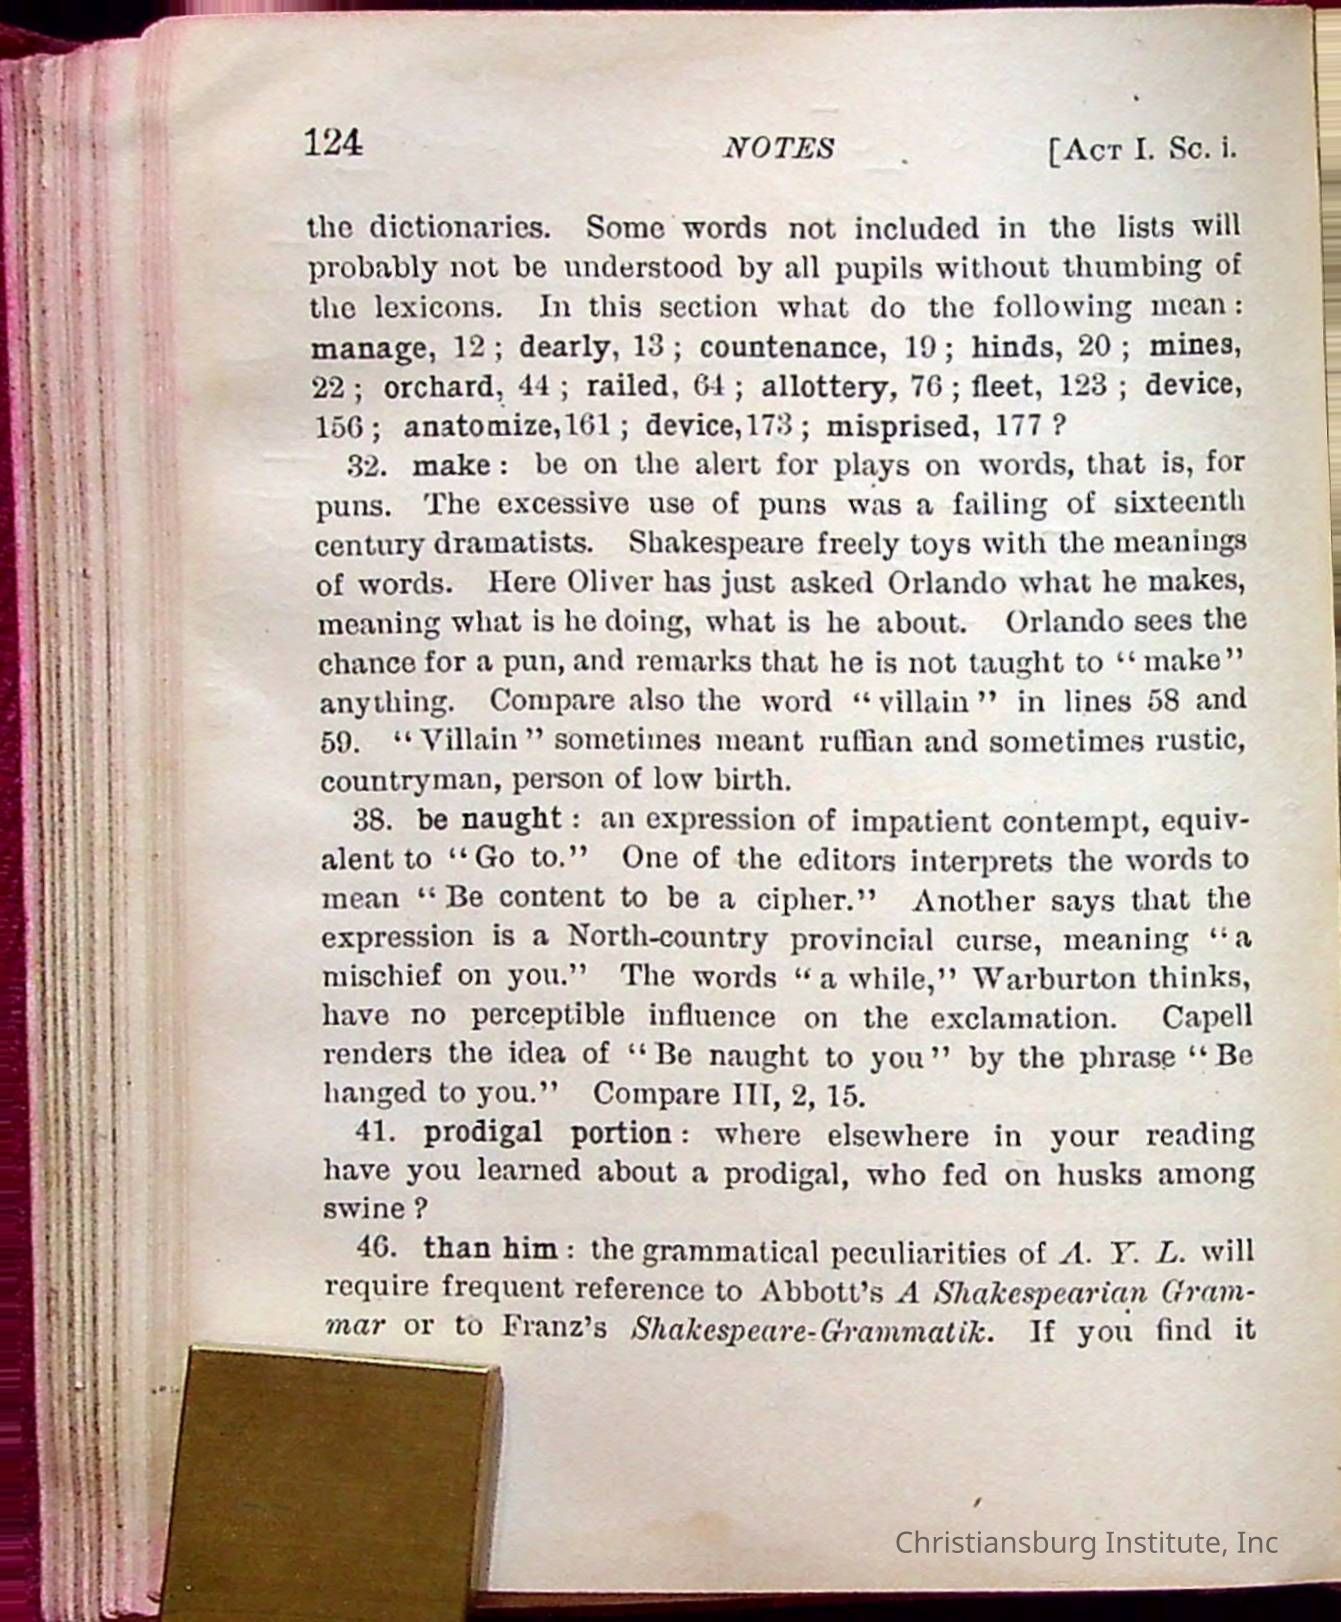 124 NOTES [ACT I. Sc. i.
the dictionaries. Some words not included in the lists will
probably not be understood by all pupils without thumbing of
the lexicons. In this section what do the following mean :
manage, 12 ; dearly, 13 ; countenance, 19 ; hinds, 20 ; mines,
22 ; orchard, 44 ; railed, 64 ; allottery, 76 ; fleet, 123 ; device,
156 ; anatomize, 161 ; device, 173 ; misprised, 177 ?
32. make : be on the alert for plays on words, that is, for
puns. The excessive use of puns was a failing of sixteenth
century dramatists. Shakespeare freely toys with the meanings
of words. Here Oliver has just asked Orlando what he makes,
meaning what is he doing, what is he about. Orlando sees the
chance for a pun, and remarks that he is not taught to “make”
anything. Compare also the word “villain” in lines 58 and
59. “Villain” sometimes meant ruffian and sometimes rustic,
countryman, person of low birth.
38. be naught : an expression of impatient contempt, equiv-
alent to “Go to.” One of the editors interprets the words to
mean “Be content to be a cipher.” Another says that the
expression is a North-country provincial curse, meaning “a
mischief on you.” The words “a while,” Warburton thinks,
have no perceptible influence on the exclamation. Capell
renders the idea of “Be naught to you” by the phrase “Be
hanged to you.” Compare III, 2, 15.
41. prodigal portion : where elsewhere in your reading
have you learned about a prodigal, who fed on husks among
swine ?
46. than him : the grammatical peculiarities of A. Y. L. will
require frequent reference to Abbott’s A Shakespearian Gram-
mar or to Franz’s Shakespeare-Grammatik. If you find it
Christiansburg Institute, Inc